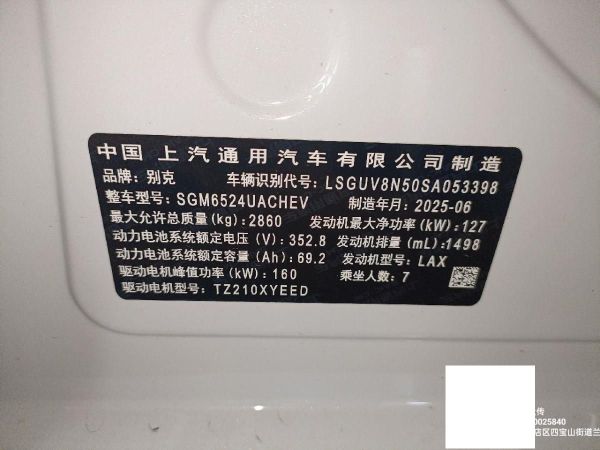 中国 上汽通用汽车有限公司制造
品牌: 别克 车辆识别代号: LSGUV8N50SA053398
整车型号: SGM6524UACHEV 制造年月: 2025-06
最大允许总质量(kg): 2860 发动机最大净功率(kW): 127
动力电池系统额定电压(V): 352.8 发动机排量(mL): 1498
动力电池系统额定容量(Ah): 69.2 发动机型号: LAX
驱动电机峰值功率(kW): 160 乘坐人数: 7
驱动电机型号: TZ210XYEED
传
0025840
店区四宝山街道兰